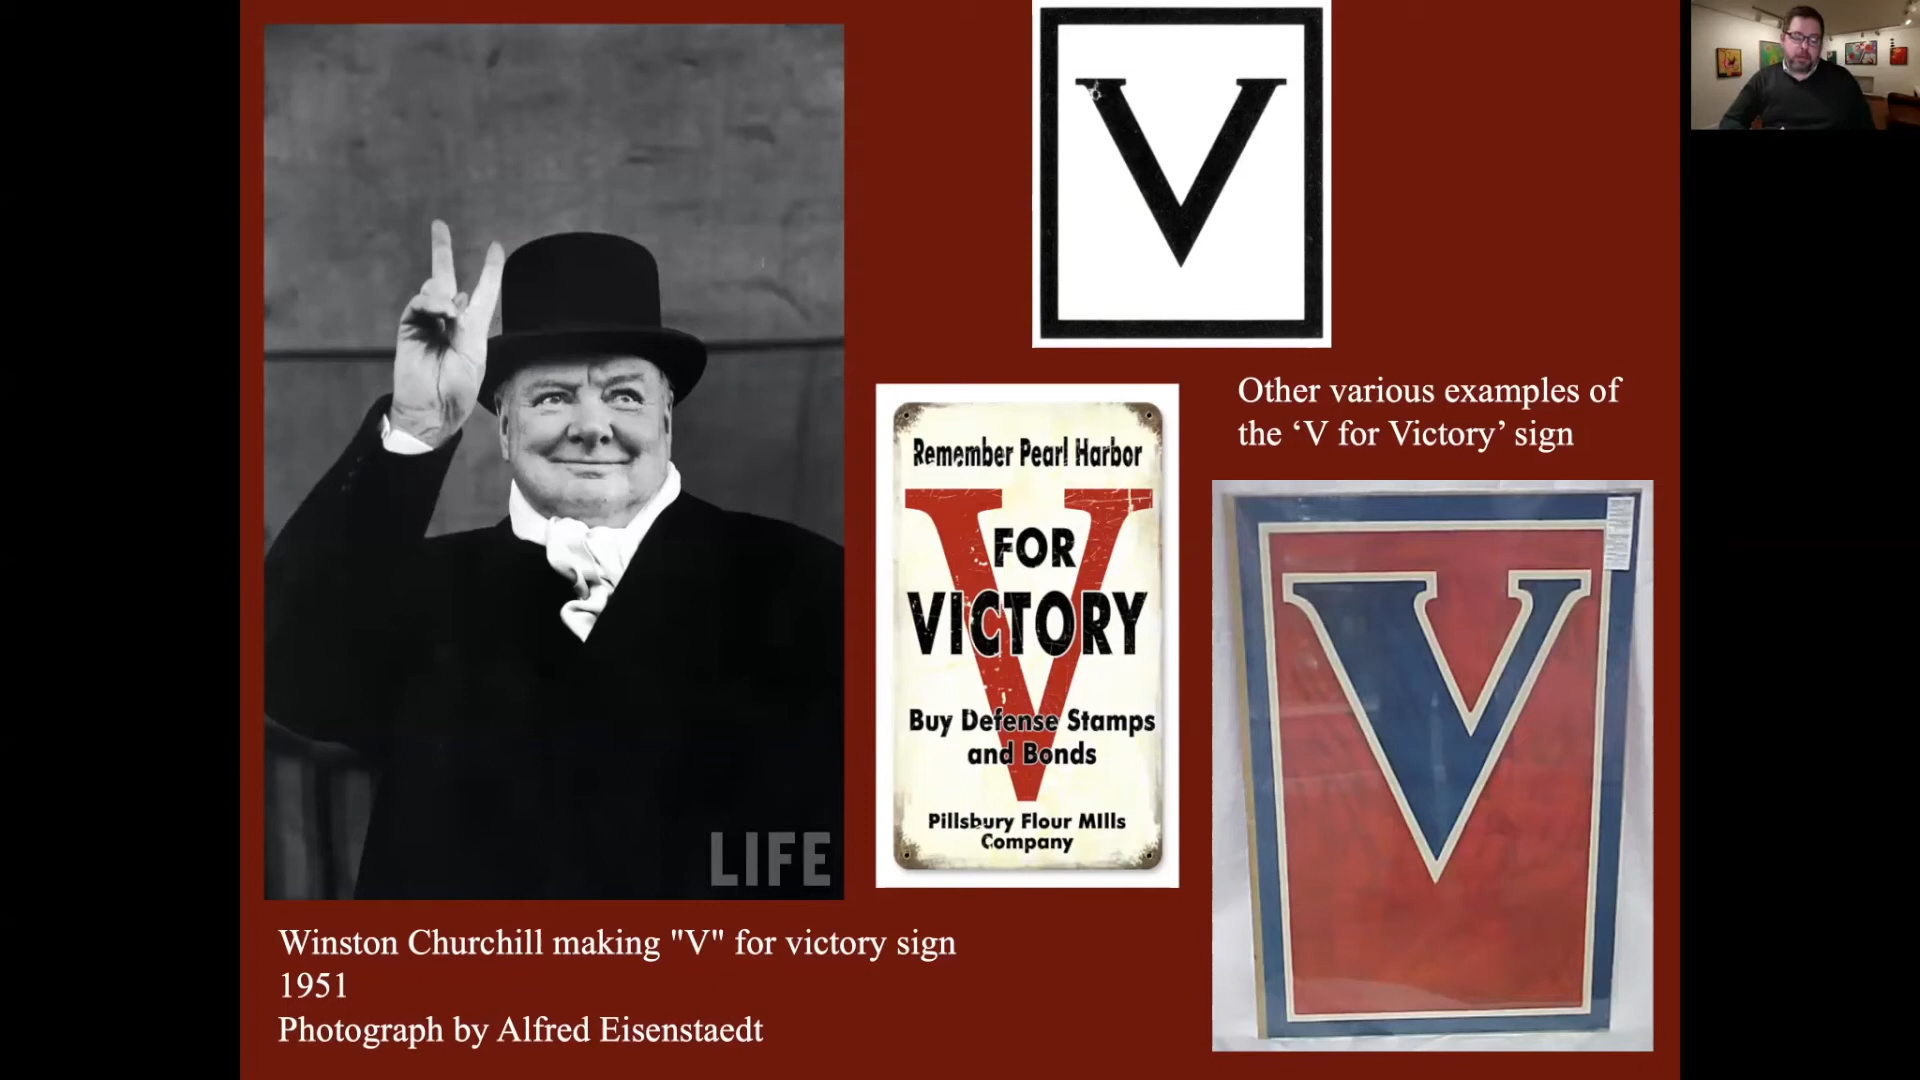 V
Other various examples of
the ‘V for Victory’ sign
Remember Pearl Harbor
V
FOR
VICTORY
Buy Defense Stamps
and Bonds
Pillsbury Flour MIlls
Company
V
LIFE
Winston Churchill making "V" for victory sign
1951
Photograph by Alfred Eisenstaedt